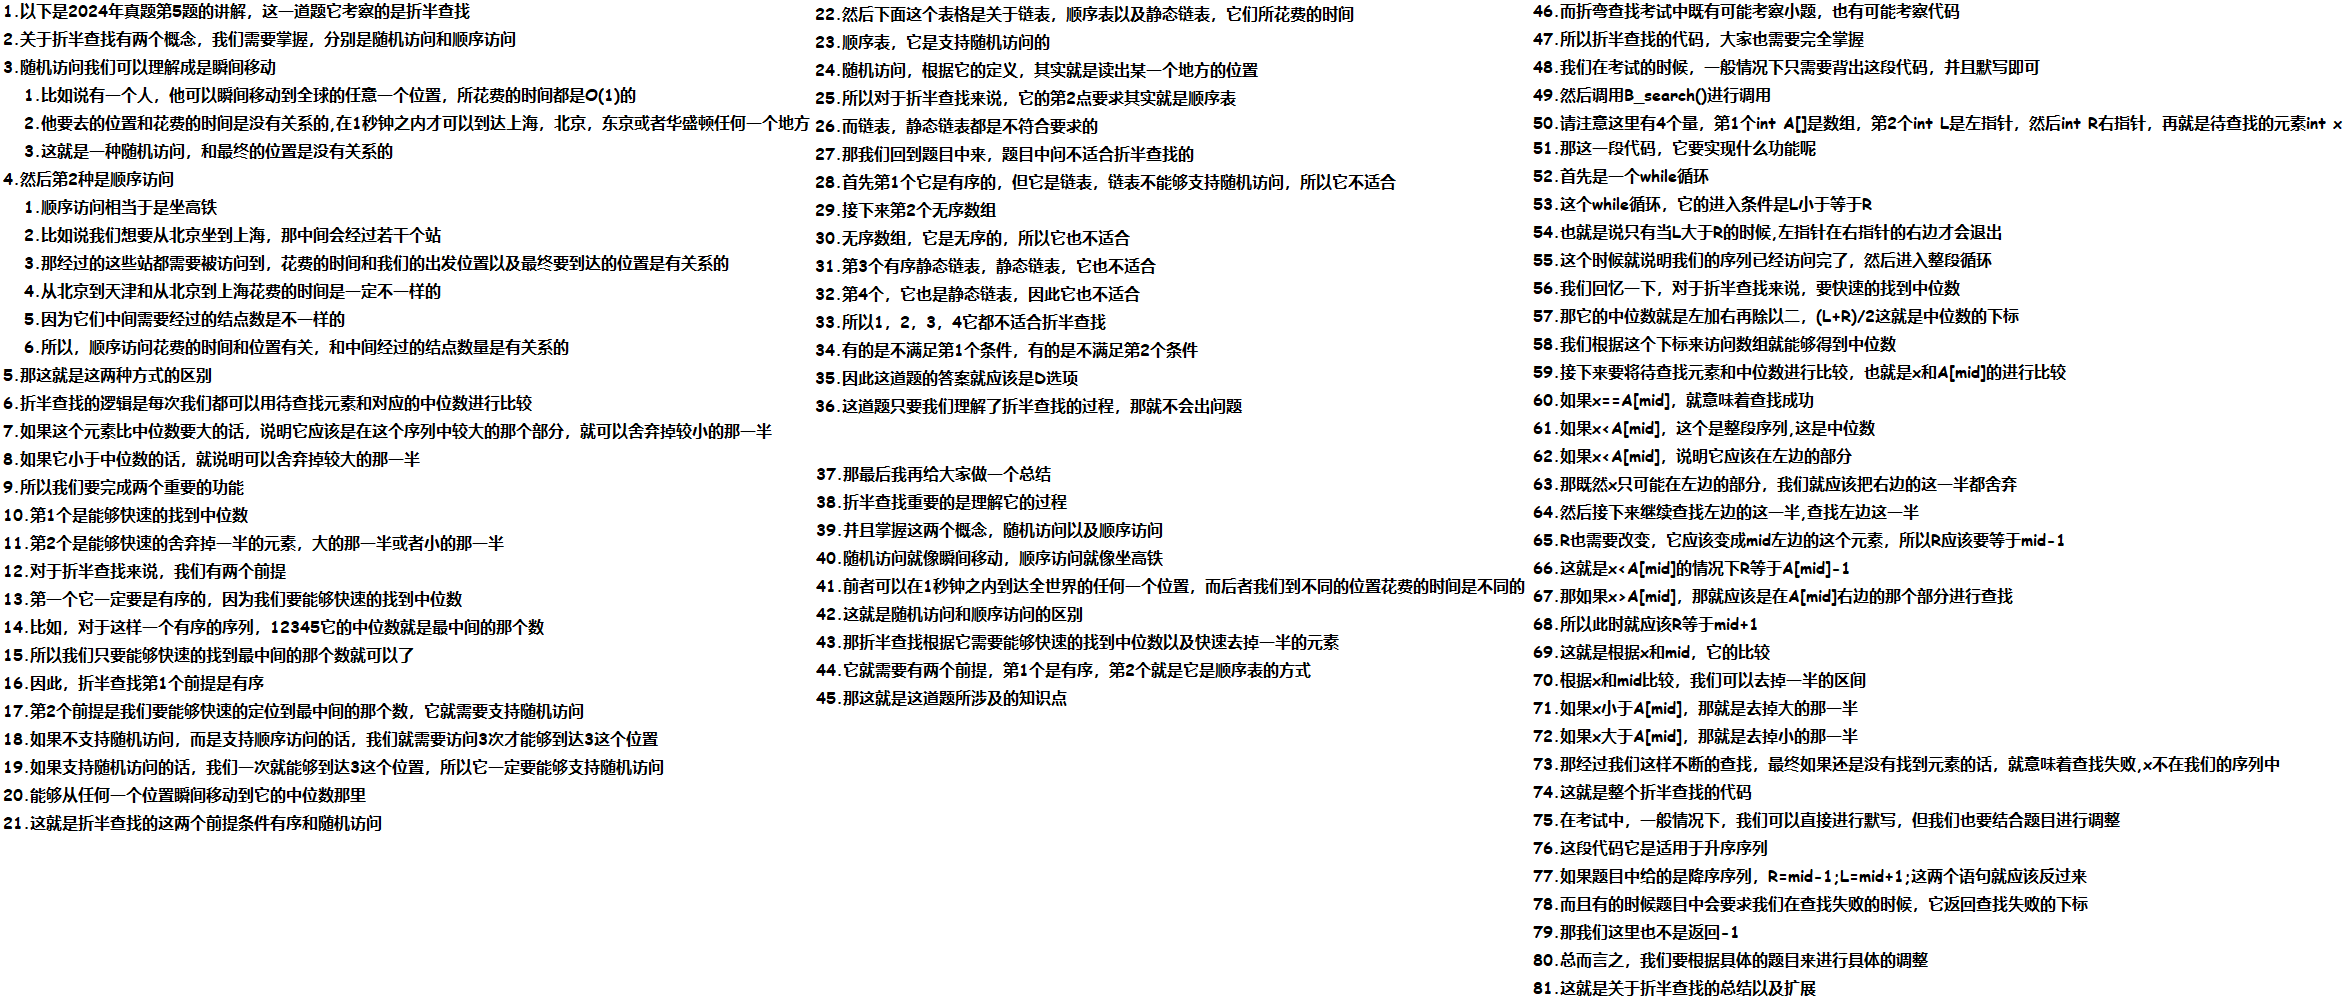 1.以下是2024年真题第5题的讲解，这一道题它考察的是折半查找
2.关于折半查找有两个概念，我们需要掌握，分别是随机访问和顺序访问
3.随机访问我们可以理解成是瞬间移动
1.比如说有一个人，他可以瞬间移动到全球的任意一个位置，所花费的时间都是O(1)的
2.他要去的位置和花费的时间是没有关系的,在1秒钟之内才可以到达上海，北京，东京或者华盛顿任何一个地方
3.这就是一种随机访问，和最终的位置是没有关系的
4.然后第2种是顺序访问
1.顺序访问相当于是坐高铁
2.比如说我们想要从北京坐到上海，那中间会经过若干个站
3.那经过的这些站都需要被访问到，花费的时间和我们的出发位置以及最终要到达的位置是有关系的
4.从北京到天津和从北京到上海花费的时间是一定不一样的
5.因为它们中间需要经过的结点数是不一样的
6.所以，顺序访问花费的时间和位置有关，和中间经过的结点数量是有关系的
5.那这就是这两种方式的区别
6.折半查找的逻辑是每次我们都可以用待查找元素和对应的中位数进行比较
7.如果这个元素比中位数要大的话，说明它应该是在这个序列中较大的那个部分，就可以舍弃掉较小的那一半
8.如果它小于中位数的话，就说明可以舍弃掉较大的那一半
9.所以我们要完成两个重要的功能
10.第1个是能够快速的找到中位数
11.第2个是能够快速的舍弃掉一半的元素，大的那一半或者小的那一半
12.对于折半查找来说，我们有两个前提
13.第一个它一定要是有序的，因为我们要能够快速的找到中位数
14.比如，对于这样一个有序的序列，12345它的中位数就是最中间的那个数
15.所以我们只要能够快速的找到最中间的那个数就可以了
16.因此，折半查找第1个前提是有序
17.第2个前提是我们要能够快速的定位到最中间的那个数，它就需要支持随机访问
18.如果不支持随机访问，而是支持顺序访问的话，我们就需要访问3次才能够到达3这个位置
19.如果支持随机访问的话，我们一次就能够到达3这个位置，所以它一定要能够支持随机访问
20.能够从任何一个位置瞬间移动到它的中位数那里
21.这就是折半查找的这两个前提条件有序和随机访问
22.然后下面这个表格是关于链表，顺序表以及静态链表，它们所花费的时间
23.顺序表，它是支持随机访问的
24.随机访问，根据它的定义，其实就是读出某一个地方的位置
25.所以对于折半查找来说，它的第2点要求其实就是顺序表
26.而链表，静态链表都是不符合要求的
27.那我们回到题目中来，题目中问不适合折半查找的
28.首先第1个它是有序的，但它是链表，链表不能够支持随机访问，所以它不适合
29.接下来第2个无序数组
30.无序数组，它是无序的，所以它也不适合
31.第3个有序静态链表，静态链表，它也不适合
32.第4个，它也是静态链表，因此它也不适合
33.所以1，2，3，4它都不适合折半查找
34.有的是不满足第1个条件，有的是不满足第2个条件
35.因此这道题的答案就应该是D选项
36.这道题只要我们理解了折半查找的过程，那就不会出问题
37.那最后我再给大家做一个总结
38.折半查找重要的是理解它的过程
39.并且掌握这两个概念，随机访问以及顺序访问
40.随机访问就像瞬间移动，顺序访问就像坐高铁
41.前者可以在1秒钟之内到达全世界的任何一个位置，而后者我们到不同的位置花费的时间是不同的
42.这就是随机访问和顺序访问的区别
43.那折半查找根据它需要能够快速的找到中位数以及快速去掉一半的元素
44.它就需要有两个前提，第1个是有序，第2个就是它是顺序表的方式
45.那这就是这道题所涉及的知识点
46.而折弯查找考试中既有可能考察小题，也有可能考察代码
47.所以折半查找的代码，大家也需要完全掌握
48.我们在考试的时候，一般情况下只需要背出这段代码，并且默写即可
49.然后调用B_search()进行调用
50.请注意这里有4个量，第1个int A[]是数组，第2个int L是左指针，然后int R右指针，再就是待查找的元素int x
51.那这一段代码，它要实现什么功能呢
52.首先是一个while循环
53.这个while循环，它的进入条件是L小于等于R
54.也就是说只有当L大于R的时候,左指针在右指针的右边才会退出
55.这个时候就说明我们的序列已经访问完了，然后进入整段循环
56.我们回忆一下，对于折半查找来说，要快速的找到中位数
57.那它的中位数就是左加右再除以二，(L+R)/2这就是中位数的下标
58.我们根据这个下标来访问数组就能够得到中位数
59.接下来要将待查找元素和中位数进行比较，也就是x和A[mid]的进行比较
60.如果x==A[mid]，就意味着查找成功
61.如果x<A[mid]，这个是整段序列,这是中位数
62.如果x<A[mid]，说明它应该在左边的部分
63.那既然x只可能在左边的部分，我们就应该把右边的这一半都舍弃
64.然后接下来继续查找左边的这一半,查找左边这一半
65.R也需要改变，它应该变成mid左边的这个元素，所以R应该要等于mid-1
66.这就是x<A[mid]的情况下R等于A[mid]-1
67.那如果x>A[mid]，那就应该是在A[mid]右边的那个部分进行查找
68.所以此时就应该R等于mid+1
69.这就是根据x和mid，它的比较
70.根据x和mid比较，我们可以去掉一半的区间
71.如果x小于A[mid]，那就是去掉大的那一半
72.如果x大于A[mid]，那就是去掉小的那一半
73.那经过我们这样不断的查找，最终如果还是没有找到元素的话，就意味着查找失败,x不在我们的序列中
74.这就是整个折半查找的代码
75.在考试中，一般情况下，我们可以直接进行默写，但我们也要结合题目进行调整
76.这段代码它是适用于升序序列
77.如果题目中给的是降序序列，R=mid-1;L=mid+1;这两个语句就应该反过来
78.而且有的时候题目中会要求我们在查找失败的时候，它返回查找失败的下标
79.那我们这里也不是返回-1
80.总而言之，我们要根据具体的题目来进行具体的调整
81.这就是关于折半查找的总结以及扩展